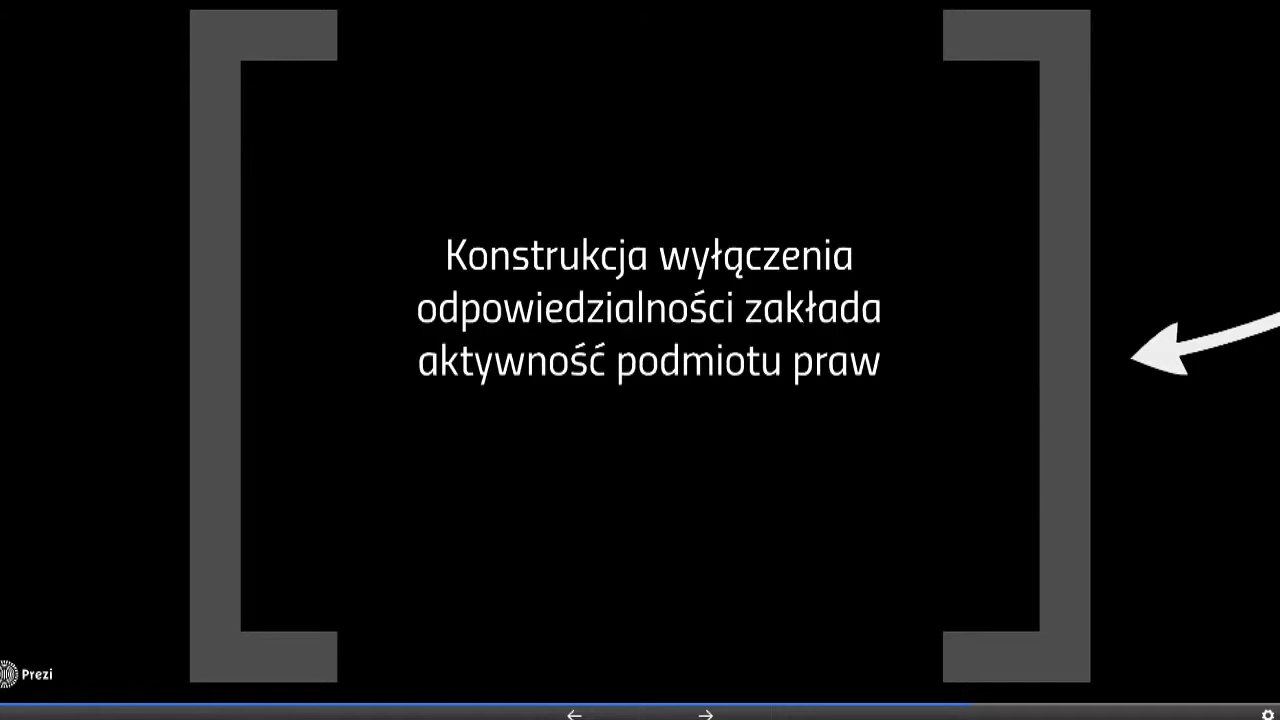 Konstrukcja wyłączenia
odpowiedzialności zakłada
aktywność podmiotu praw
Prezi